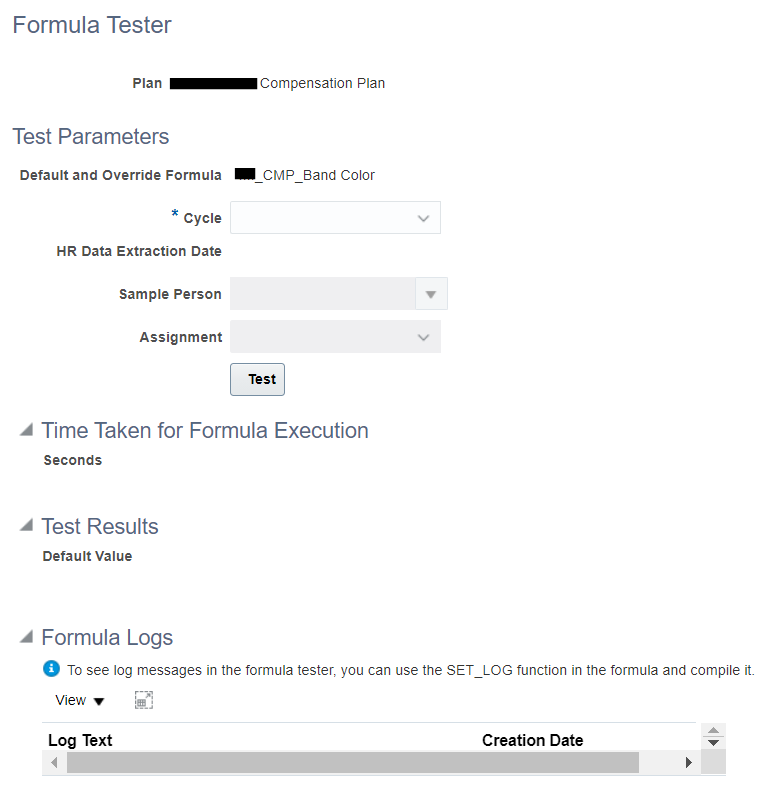 Formula Tester
Plan Compensation Plan
Test Parameters
Default and Override Formula _CMP_Band Color
* Cycle
HR Data Extraction Date
Sample Person
Assignment
Test
Time Taken for Formula Execution
Seconds
Test Results
Default Value
Formula Logs
To see log messages in the formula tester, you can use the SET_LOG function in the formula and compile it.
View
Log Text Creation Date